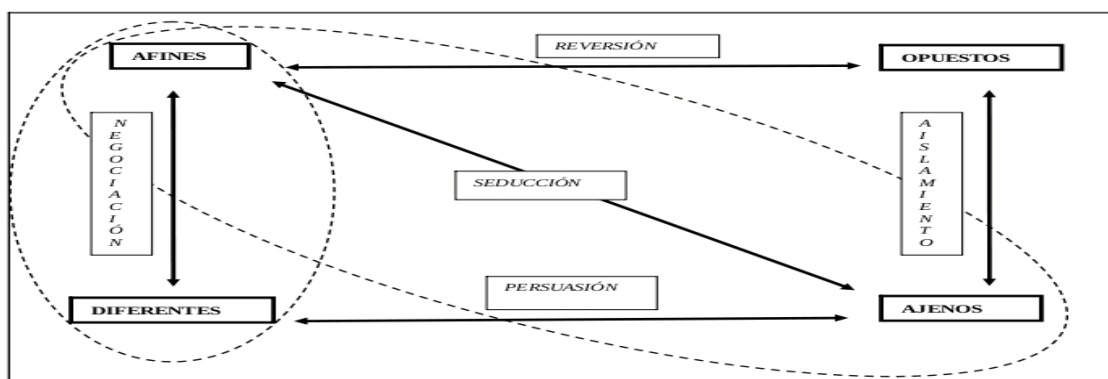 REVERSIÓN
AFINES
OPUESTOS
NEGOCIACIÓN
AISLAMIENTO
SEDUCCIÓN
PERSUASIÓN
DIFERENTES
AJENOS